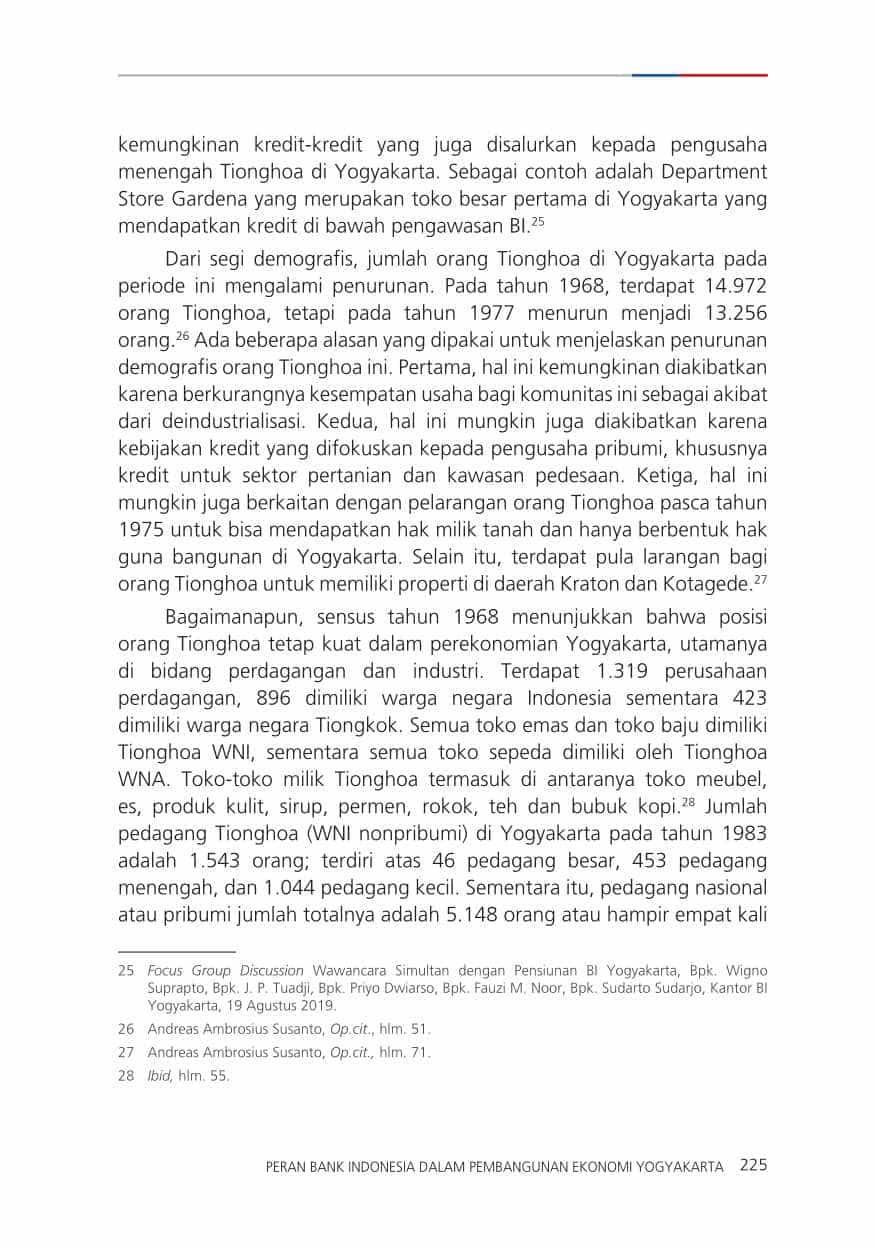 kemungkinan kredit-kredit yang juga disalurkan kepada pengusaha
menengah Tionghoa di Yogyakarta. Sebagai contoh adalah Department
Store Gardena yang merupakan toko besar pertama di Yogyakarta yang
mendapatkan kredit di bawah pengawasan BI.25
Dari segi demografis, jumlah orang Tionghoa di Yogyakarta pada
periode ini mengalami penurunan. Pada tahun 1968, terdapat 14.972
orang Tionghoa, tetapi pada tahun 1977 menurun menjadi 13.256
orang.26 Ada beberapa alasan yang dipakai untuk menjelaskan penurunan
demografis orang Tionghoa ini. Pertama, hal ini kemungkinan diakibatkan
karena berkurangnya kesempatan usaha bagi komunitas ini sebagai akibat
dari deindustrialisasi. Kedua, hal ini mungkin juga diakibatkan karena
kebijakan kredit yang difokuskan kepada pengusaha pribumi, khususnya
kredit untuk sektor pertanian dan kawasan pedesaan. Ketiga, hal ini
mungkin juga berkaitan dengan pelarangan orang Tionghoa pasca tahun
1975 untuk bisa mendapatkan hak milik tanah dan hanya berbentuk hak
guna bangunan di Yogyakarta. Selain itu, terdapat pula larangan bagi
orang Tionghoa untuk memiliki properti di daerah Kraton dan Kotagede.27
Bagaimanapun, sensus tahun 1968 menunjukkan bahwa posisi
orang Tionghoa tetap kuat dalam perekonomian Yogyakarta, utamanya
di bidang perdagangan dan industri. Terdapat 1.319 perusahaan
perdagangan, 896 dimiliki warga negara Indonesia sementara 423
dimiliki warga negara Tiongkok. Semua toko emas dan toko baju dimiliki
Tionghoa WNI, sementara semua toko sepeda dimiliki oleh Tionghoa
WNA. Toko-toko milik Tionghoa termasuk di antaranya toko meubel,
es, produk kulit, sirup, permen, rokok, teh dan bubuk kopi.28 Jumlah
pedagang Tionghoa (WNI nonpribumi) di Yogyakarta pada tahun 1983
adalah 1.543 orang; terdiri atas 46 pedagang besar, 453 pedagang
menengah, dan 1.044 pedagang kecil. Sementara itu, pedagang nasional
atau pribumi jumlah totalnya adalah 5.148 orang atau hampir empat kali
25 Focus Group Discussion Wawancara Simultan dengan Pensiunan BI Yogyakarta, Bpk. Wigno
Suprapto, Bpk. J. P. Tuadji, Bpk. Priyo Dwiarso, Bpk. Fauzi M. Noor, Bpk. Sudarto Sudarjo, Kantor BI
Yogyakarta, 19 Agustus 2019.
26 Andreas Ambrosius Susanto, Op.cit., hlm. 51.
27 Andreas Ambrosius Susanto, Op.cit., hlm. 71.
28 Ibid, hlm. 55.
PERAN BANK INDONESIA DALAM PEMBANGUNAN EKONOMI YOGYAKARTA 225